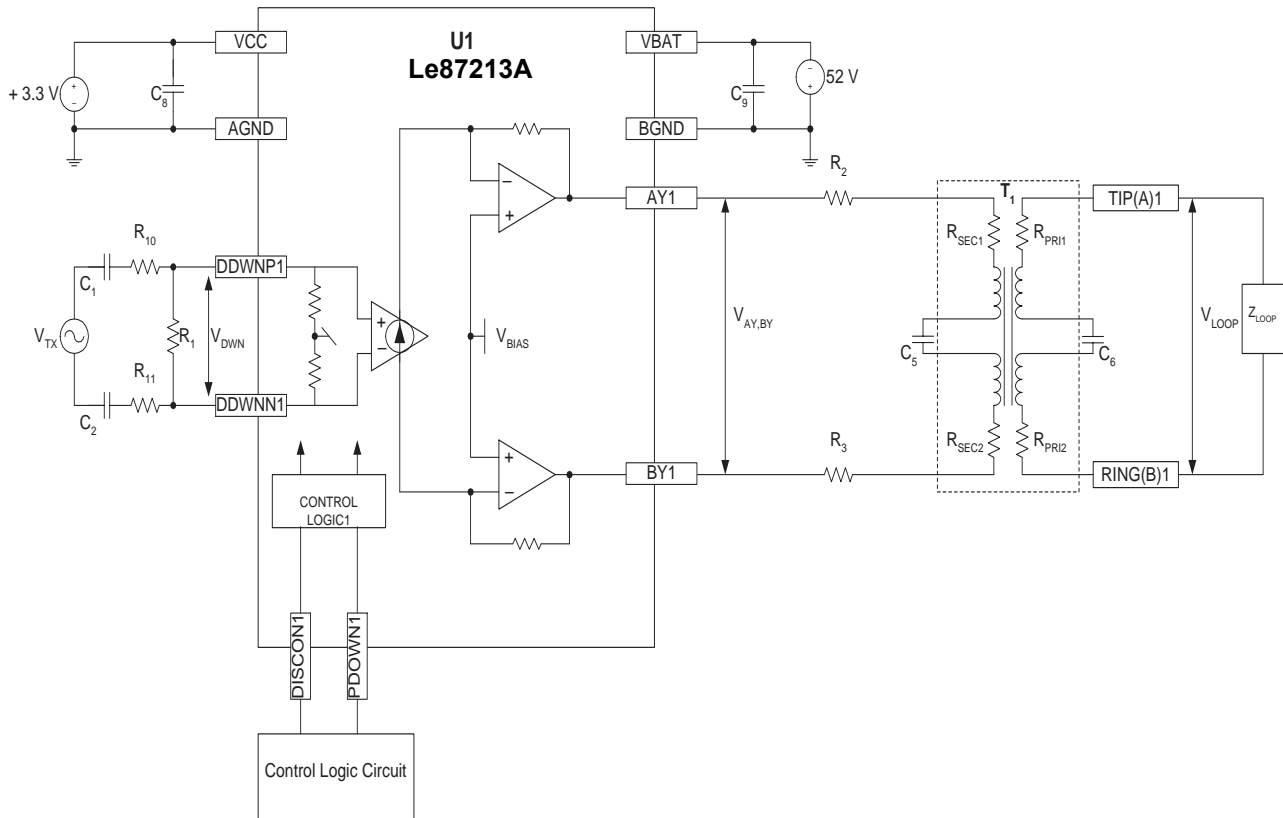 U1
Le87213A
VCC
VBAT
+ 3.3 V
C8
AGND
+
−
C9
−
+
52 V
BGND
R2
−
+
AY1
T1
TIP(A)1
RSEC1
RPRI1
R10
C1
DDWNP1
VTX
R1
VDWN
+
−
VBIAS
VAY,BY
C5
C6
VLOOP
ZLOOP
R11
C2
DDWNN1
R3
RSEC2
RPRI2
+
−
BY1
RING(B)1
CONTROL
LOGIC1
DISCON1
PDOWN1
Control Logic Circuit